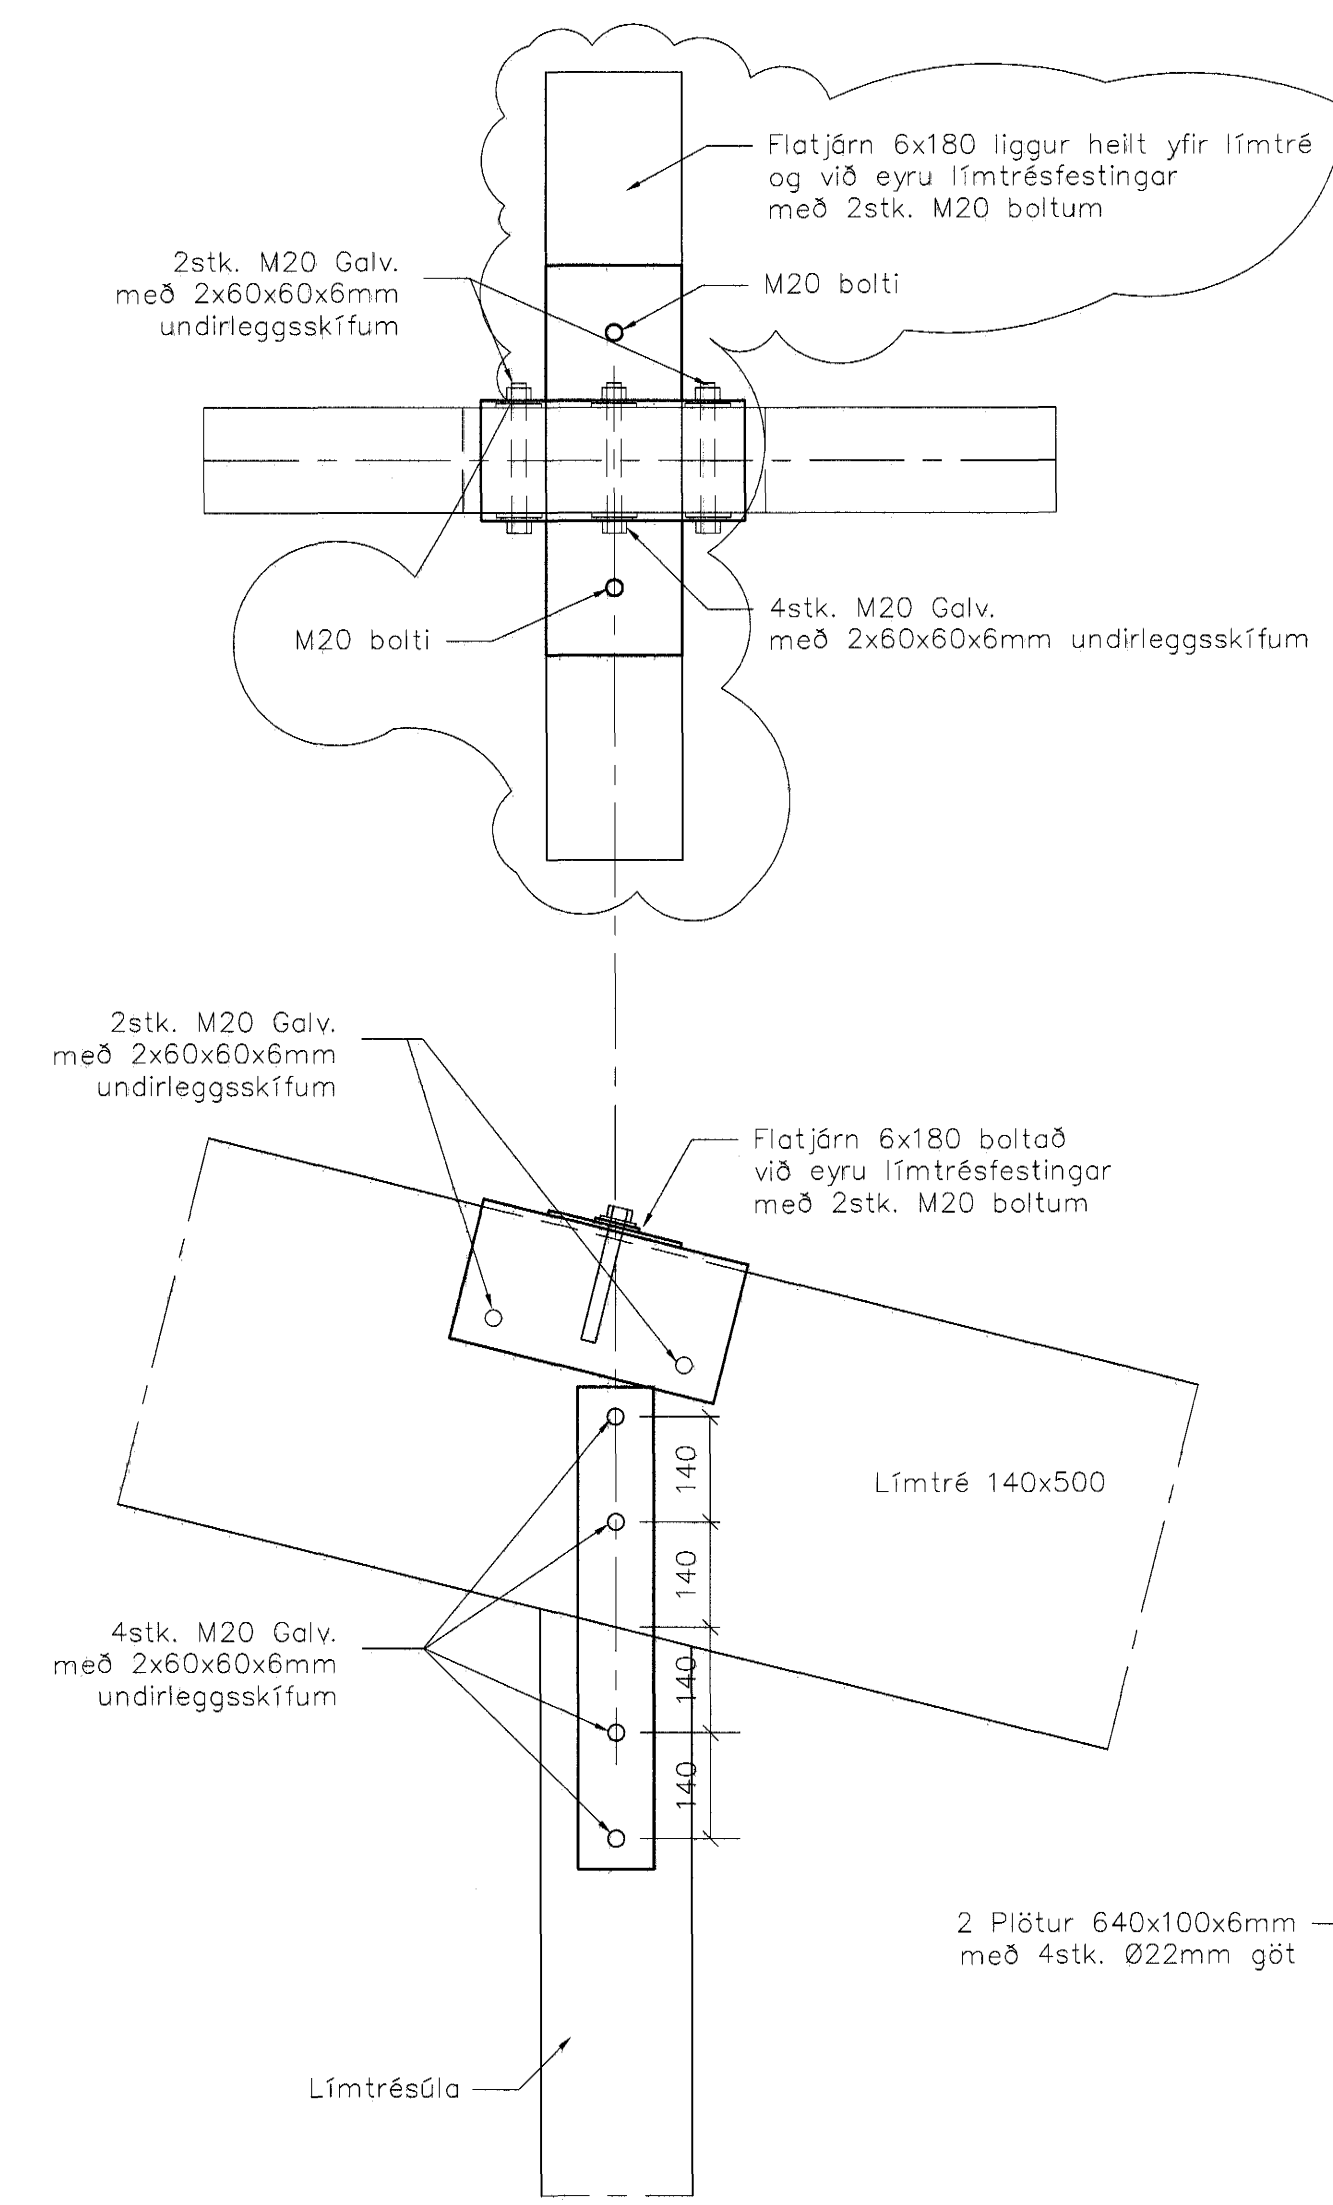 Flatjárn 6x180 liggur heilt yfir límtré
og við eyru límtrésfestingar
með 2stk. M20 boltum
2stk. M20 Galv.
með 2x60x60x6mm
undirleggsskífum
M20 bolti
M20 bolti
4stk. M20 Galv.
með 2x60x60x6mm undirleggsskífum
2stk. M20 Galv.
með 2x60x60x6mm
undirleggsskífum
Flatjárn 6x180 boltað
við eyru límtrésfestingar
með 2stk. M20 boltum
140
Límtré 140x500
140
4stk. M20 Galv.
með 2x60x60x6mm
undirleggsskífum
140
140
2 Plötur 640x100x6mm
með 4stk. Ø22mm göt
Límtrésúla